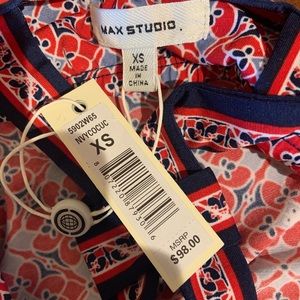 MAX STUDIO.
XS
MADE IN
CHINA
5902W65
NVYCOCUC
XS
MSRP
$98.00